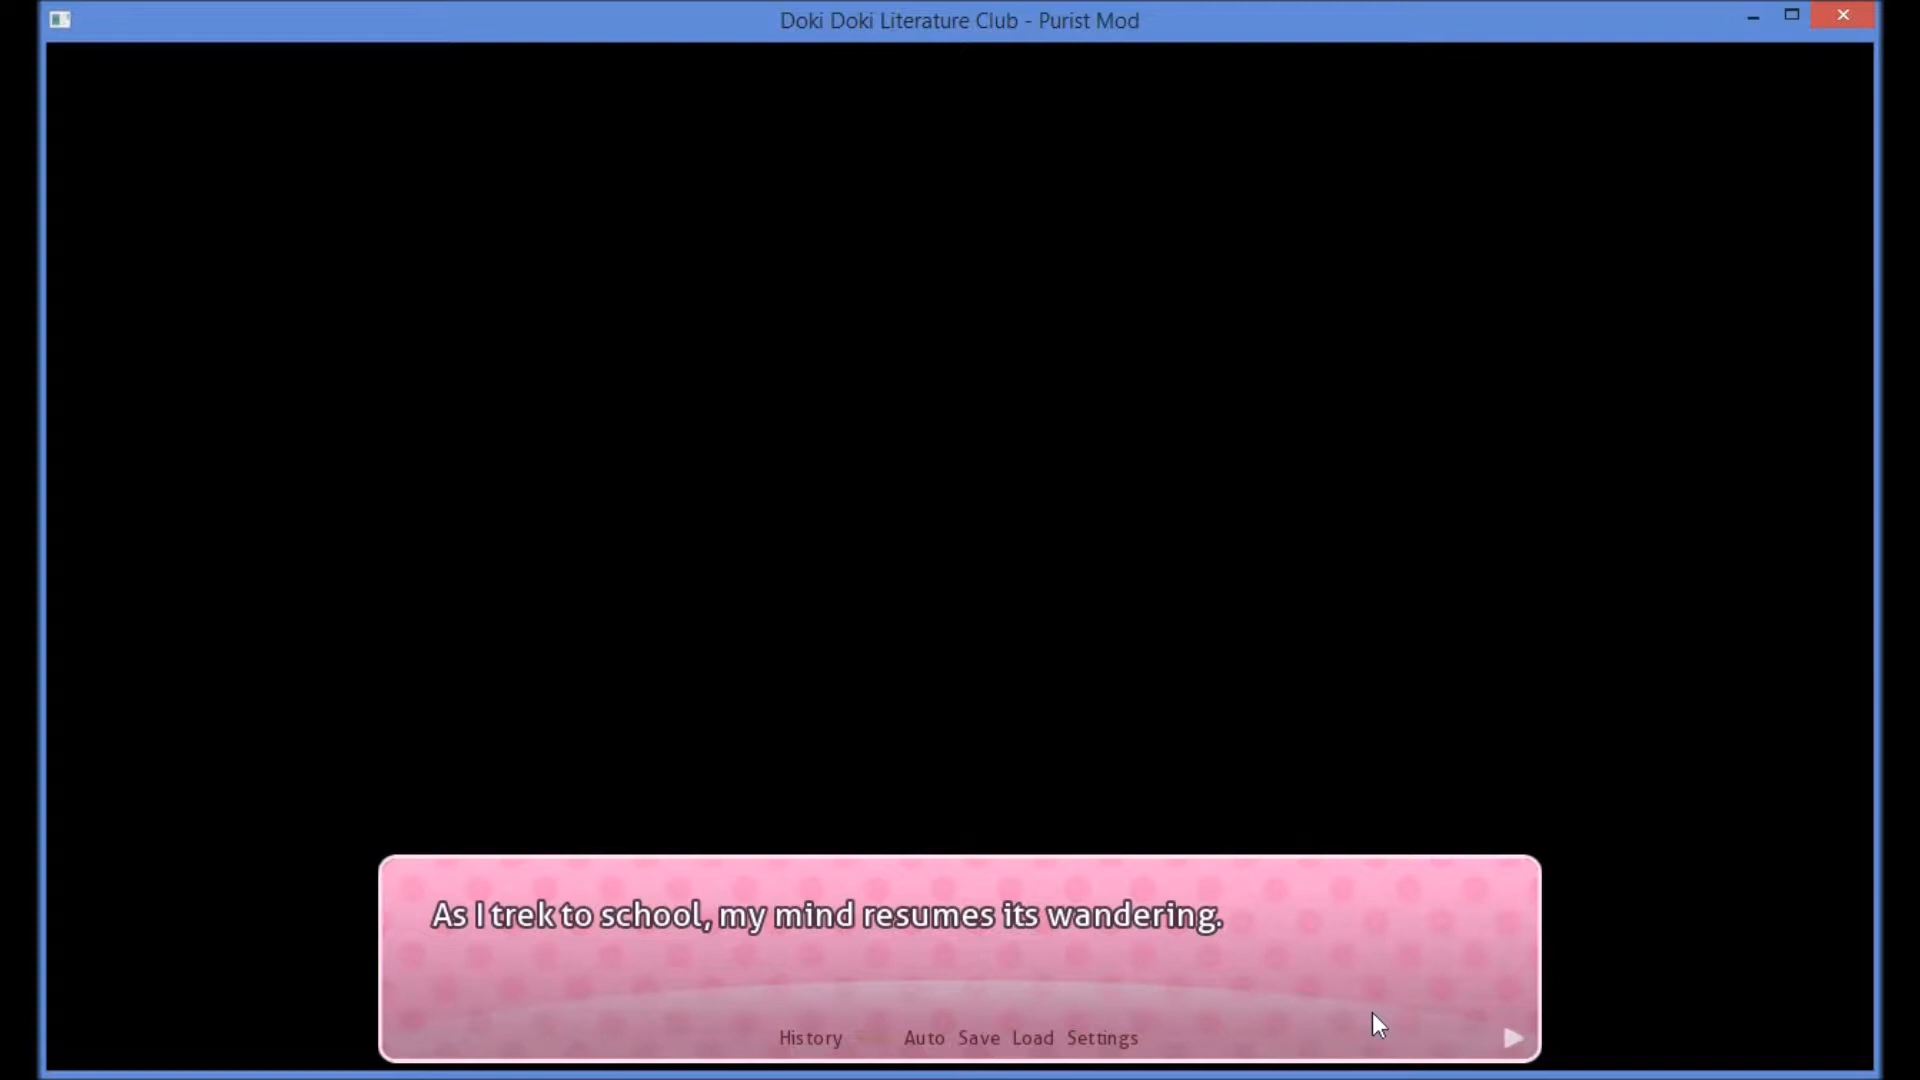 Doki Doki Literature Club - Purist Mod
As I trek to school, my mind resumes its wandering.
History Auto Save Load Settings